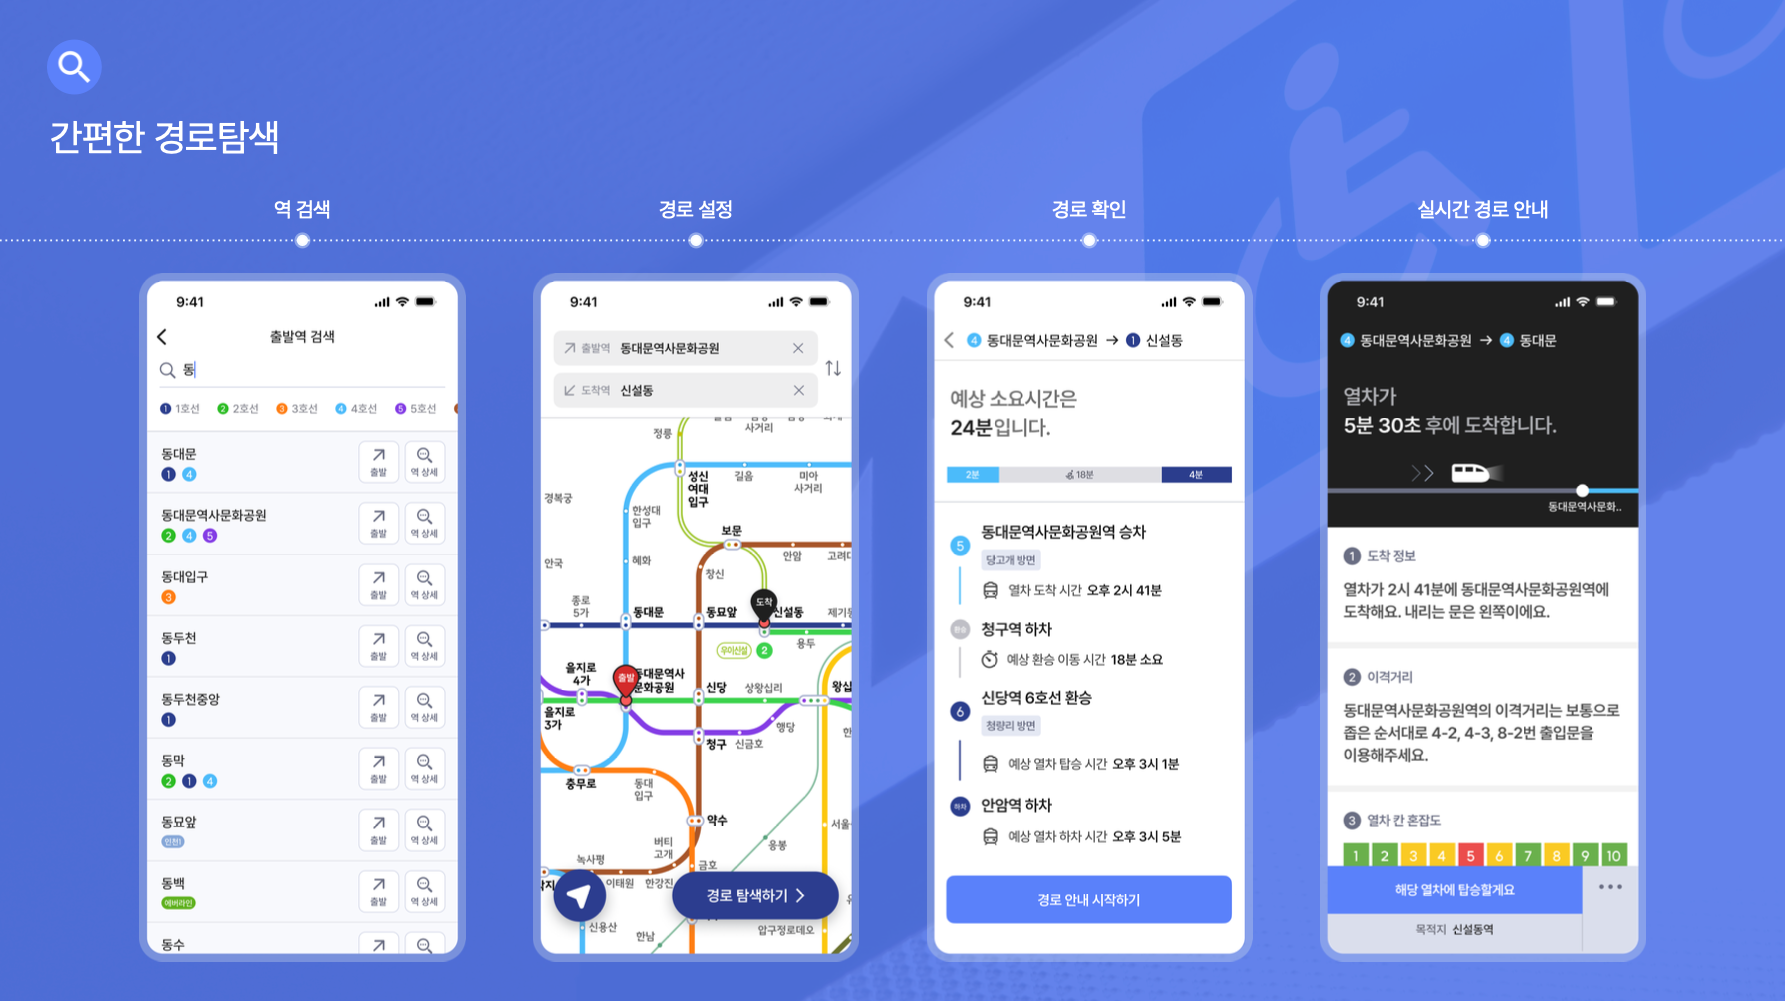 간편한 경로탐색
역 검색
경로 설정
경로 확인
실시간 경로 안내
9:41
출발역 검색
동
1 1호선 2 2호선 3 3호선 4 4호선 5 5호선
동대문
1 4
출발 역 상세
동대문역사문화공원
2 4 5
출발 역 상세
동대입구
3
출발 역 상세
동두천
1
출발 역 상세
동두천중앙
1
출발 역 상세
동막
2 1 4
출발 역 상세
동묘앞
인천1
출발 역 상세
동백
에버라인
출발 역 상세
동수
9:41
출발역 동대문역사문화공원
도착역 신설동
정릉
사거리
성신
여대
입구
길음
미아
사거리
경복궁
한성대
입구
보문
안국
혜화
창신
안암
고려대
종로
5가
동대문
동묘앞
도착
신설동
제기동
우이신설 2
용두
을지로
4가
출발
동대문역사
문화공원
신당
상왕십리
왕십
을지로
3가
청구
신금호
행당
충무로
동대
입구
약수
서울
버티
고개
응봉
녹사평
금호
이태원
한강진
경로 탐색하기
신용산
한남
압구정로데오
9:41
4 동대문역사문화공원 → 1 신설동
예상 소요시간은
24분입니다.
2분 18분 4분
5 동대문역사문화공원역 승차
당고개 방면
열차 도착 시간 오후 2시 41분
환승 청구역 하차
예상 환승 이동 시간 18분 소요
6 신당역 6호선 환승
청량리 방면
예상 열차 탑승 시간 오후 3시 1분
하차 안암역 하차
예상 열차 하차 시간 오후 3시 5분
경로 안내 시작하기
9:41
4 동대문역사문화공원 → 4 동대문
열차가
5분 30초 후에 도착합니다.
동대문역사문화..
1 도착 정보
열차가 2시 41분에 동대문역사문화공원역에
도착해요. 내리는 문은 왼쪽이에요.
2 이격거리
동대문역사문화공원역의 이격거리는 보통으로
좁은 순서대로 4-2, 4-3, 8-2번 출입문을
이용해주세요.
3 열차 칸 혼잡도
1 2 3 4 5 6 7 8 9 10
해당 열차에 탑승할게요
목적지 신설동역